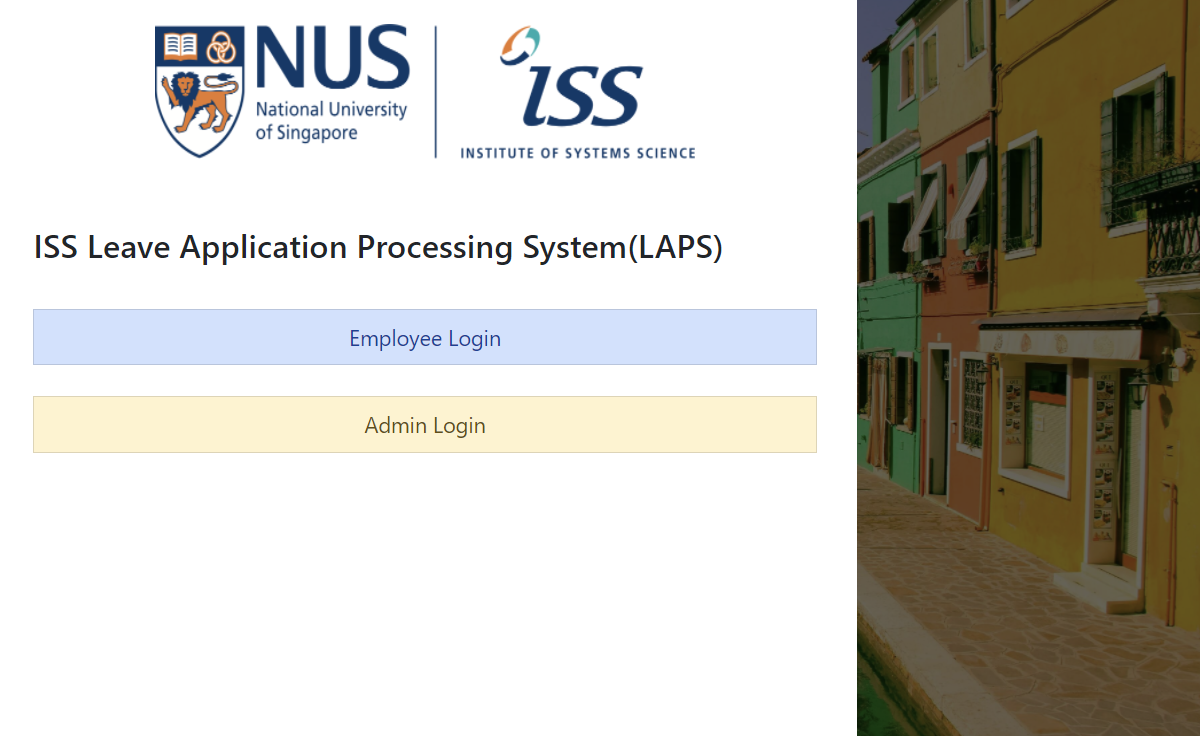 NUS
National University
of Singapore
ISS
INSTITUTE OF SYSTEMS SCIENCE
ISS Leave Application Processing System(LAPS)
Employee Login
Admin Login